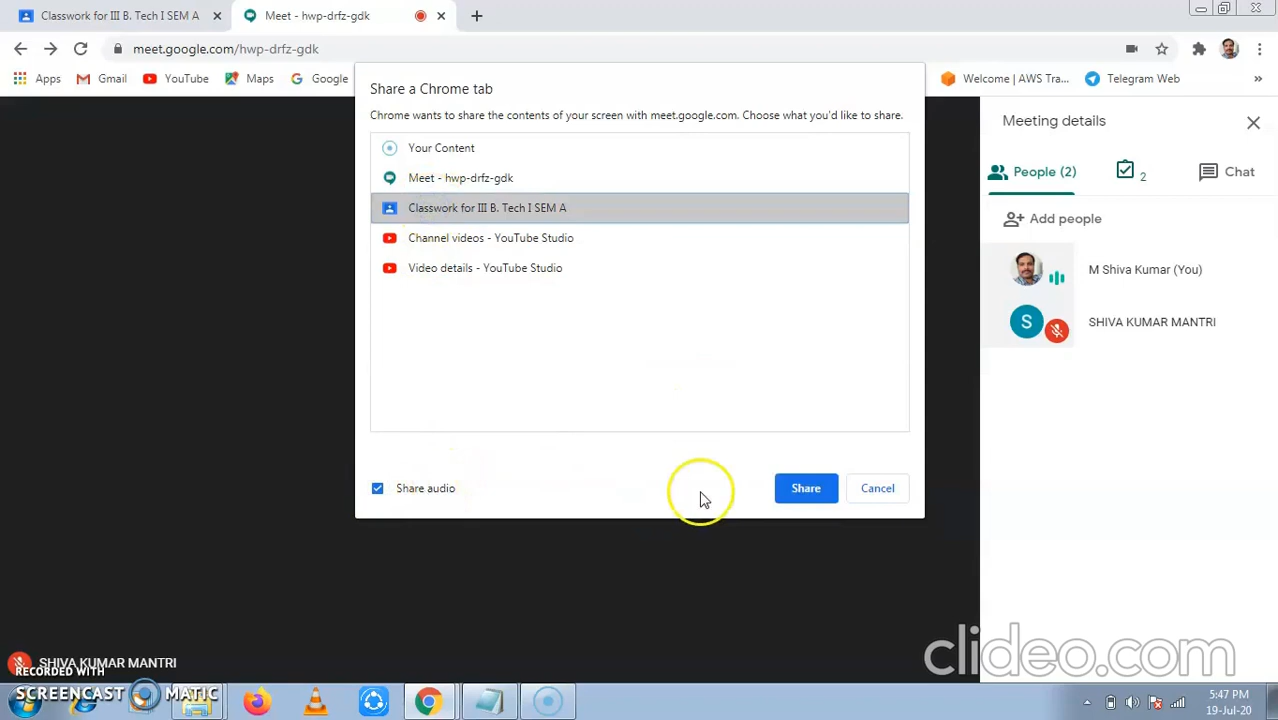 Classwork for III B. Tech I SEM A
Meet - hwp-drfz-gdk
meet.google.com/hwp-drfz-gdk
Apps
Gmail
YouTube
Maps
Google
Welcome | AWS Tra...
Telegram Web
»
Share a Chrome tab
Chrome wants to share the contents of your screen with meet.google.com. Choose what you'd like to share.
Your Content
Meet - hwp-drfz-gdk
Classwork for III B. Tech I SEM A
Channel videos - YouTube Studio
Video details - YouTube Studio
Share audio
Share
Cancel
Meeting details
People (2)
2
Chat
Add people
M Shiva Kumar (You)
S
SHIVA KUMAR MANTRI
SHIVA KUMAR MANTRI
RECORDED WITH
SCREENCAST MATIC
clideo.com
5:47 PM
19-Jul-20